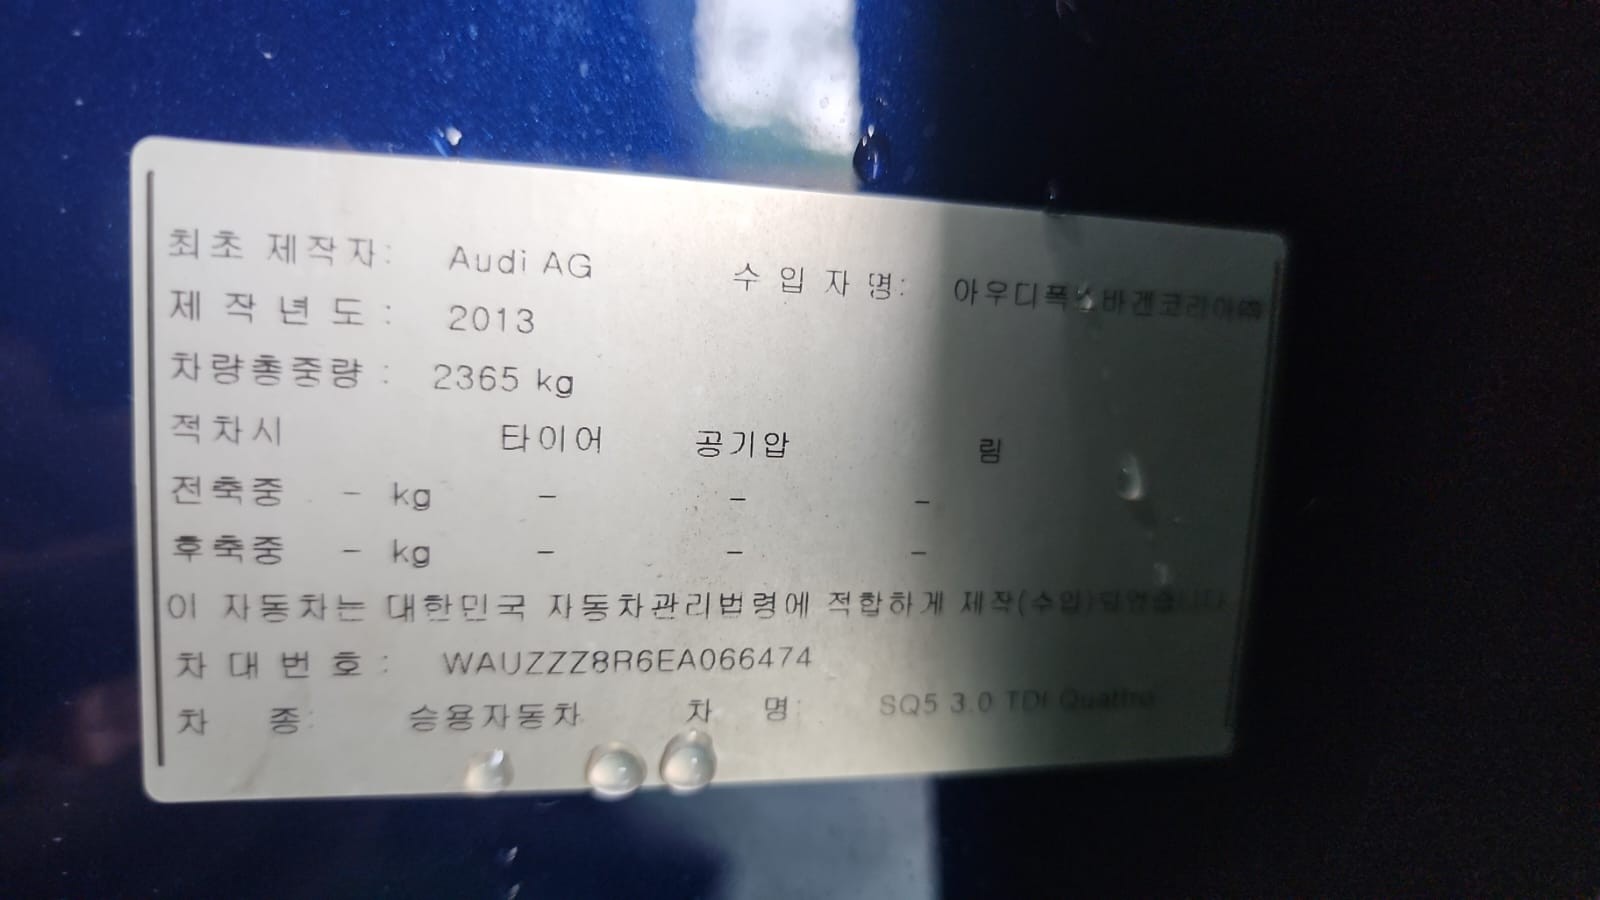 최초 제작자: Audi AG 수 입 자 명: 아우디폭스바겐코리아㈜
제 작 년 도 : 2013
차량총중량 : 2365 kg
적차시 타이어 공기압 림
전축중 - kg - - -
후축중 - kg - - -
이 자동차는 대한민국 자동차관리법령에 적합하게 제작(수입)되었습니다
차 대 번 호 : WAUZZZ8R6EA066474
차 종: 승용자동차 차 명: SQ5 3.0 TDI Quattro